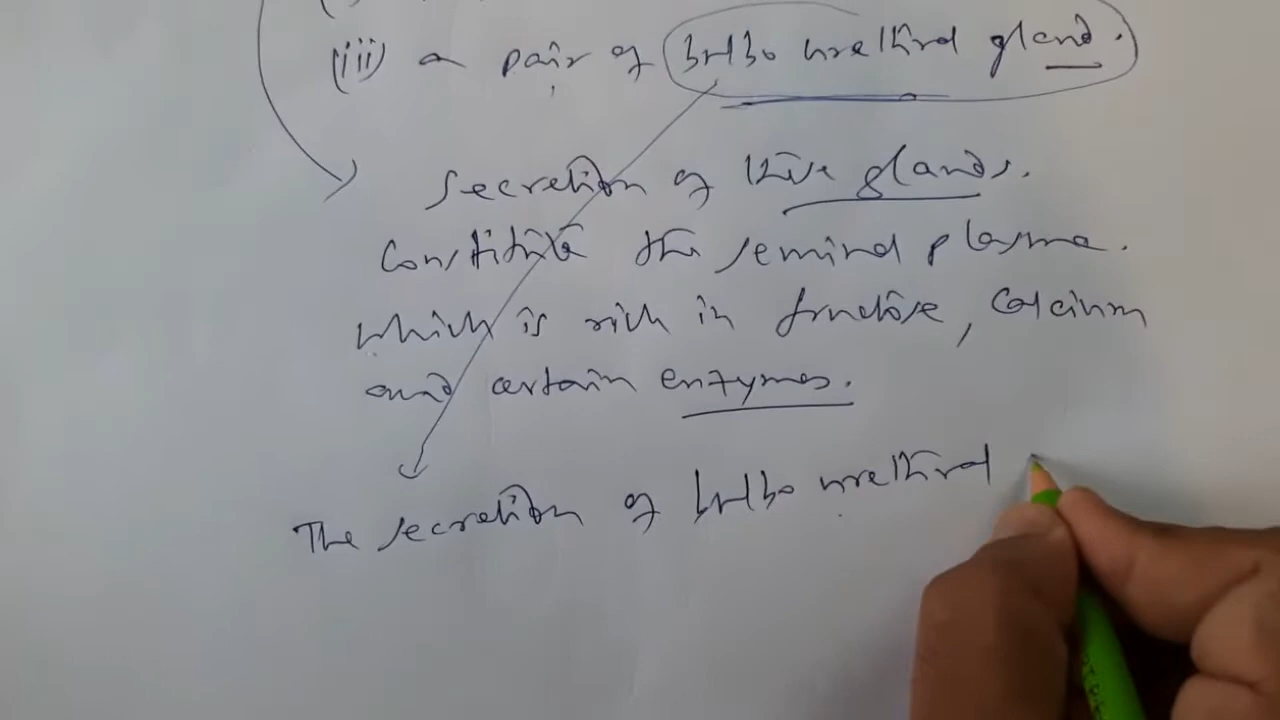 (iii) a pair of bulbo urethral gland.
secretion of these glands.
Constitute the seminal plasma.
which is rich in fructose, calcium
and certain enzymes.
The secretion of bulbo urethral